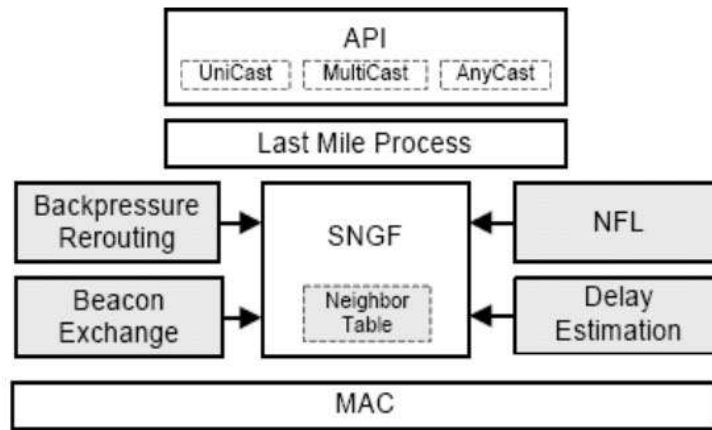 API
UniCast MultiCast AnyCast
Last Mile Process
Backpressure
Rerouting
SNGF
NFL
Beacon
Exchange
Neighbor
Table
Delay
Estimation
MAC